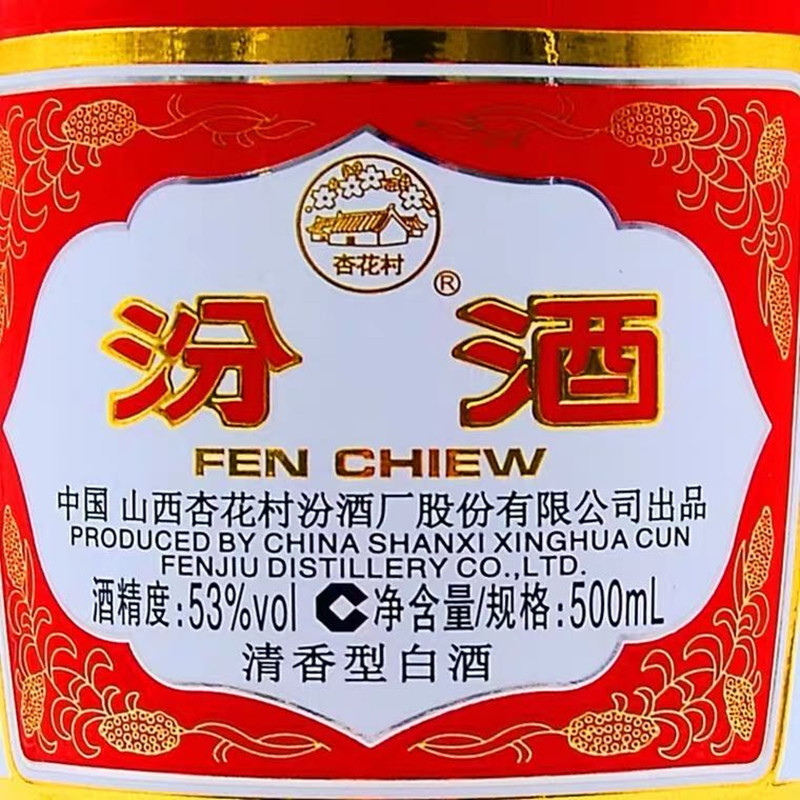 杏花村
®
汾酒
FEN CHIEW
中国 山西杏花村汾酒厂股份有限公司出品
PRODUCED BY CHINA SHANXI XINGHUA CUN
FENJIU DISTILLERY CO.,LTD.
酒精度:53%vol C 净含量/规格:500mL
清香型白酒